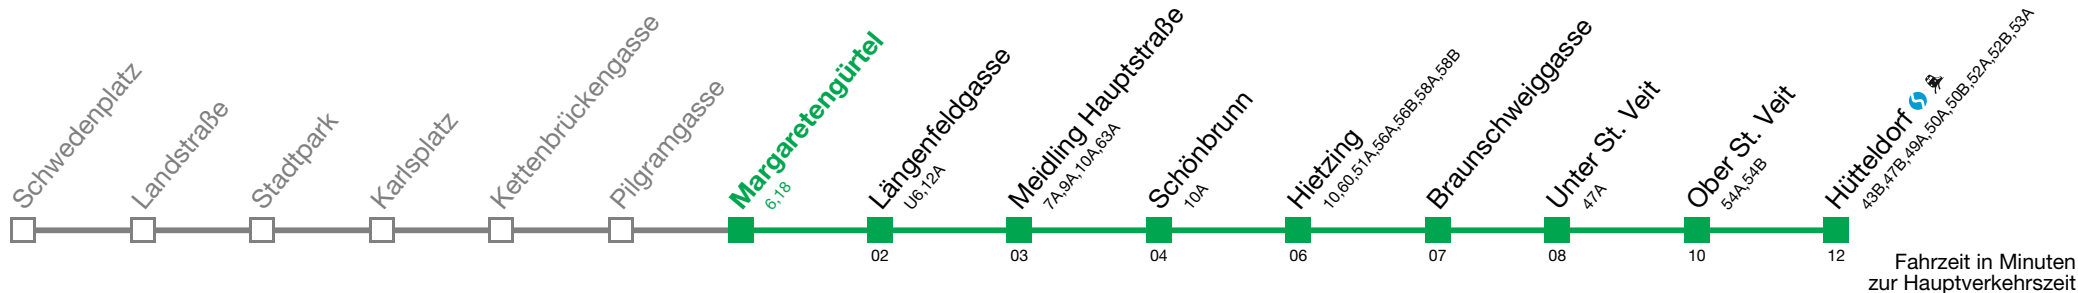 Schwedenplatz
Landstraße
Stadtpark
Karlsplatz
Kettenbrückengasse
Pilgramgasse
Margaretengürtel
6,18
Längenfeldgasse
U6,12A
02
Meidling Hauptstraße
7A,9A,10A,63A
03
Schönbrunn
10A
04
Hietzing
10,60,51A,56A,56B,58A,58B
06
Braunschweiggasse
07
Unter St. Veit
47A
08
Ober St. Veit
54A,54B
10
Hütteldorf
43B,47B,49A,50A,50B,52A,52B,53A
12
Fahrzeit in Minuten
zur Hauptverkehrszeit